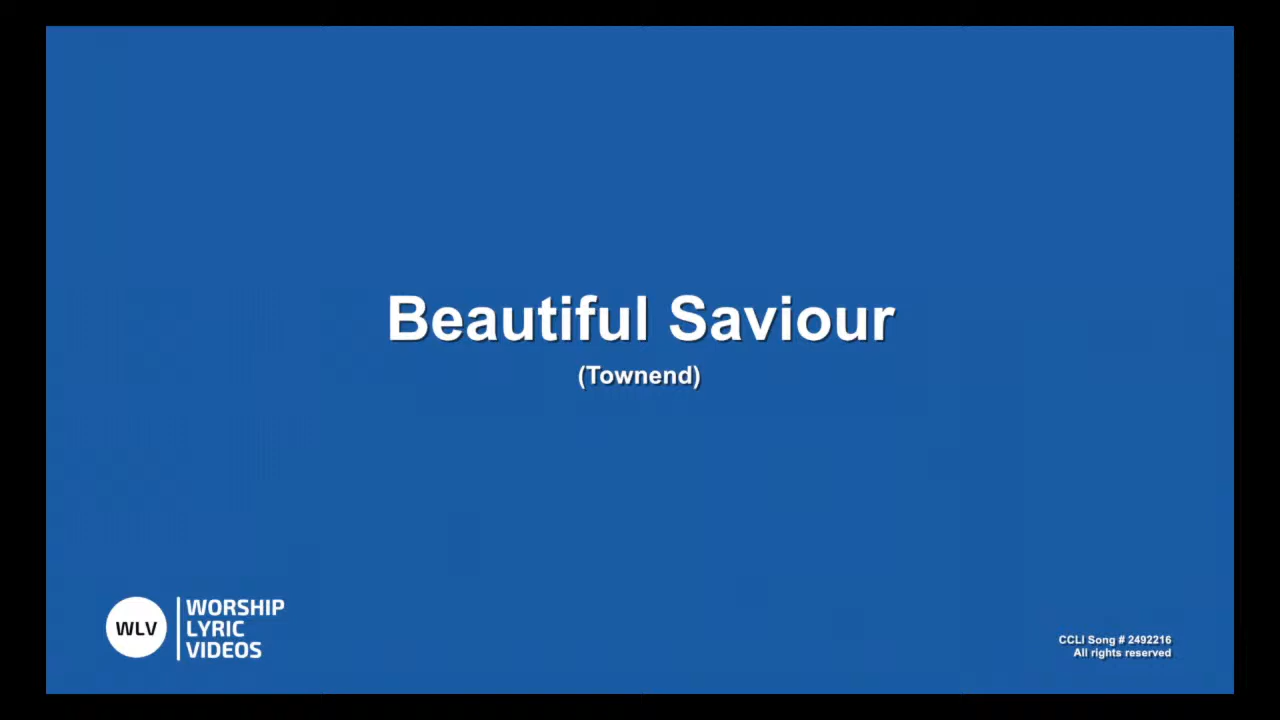 Beautiful Saviour
(Townend)
WLV
WORSHIP
LYRIC
VIDEOS
CCLI Song # 2492216
All rights reserved